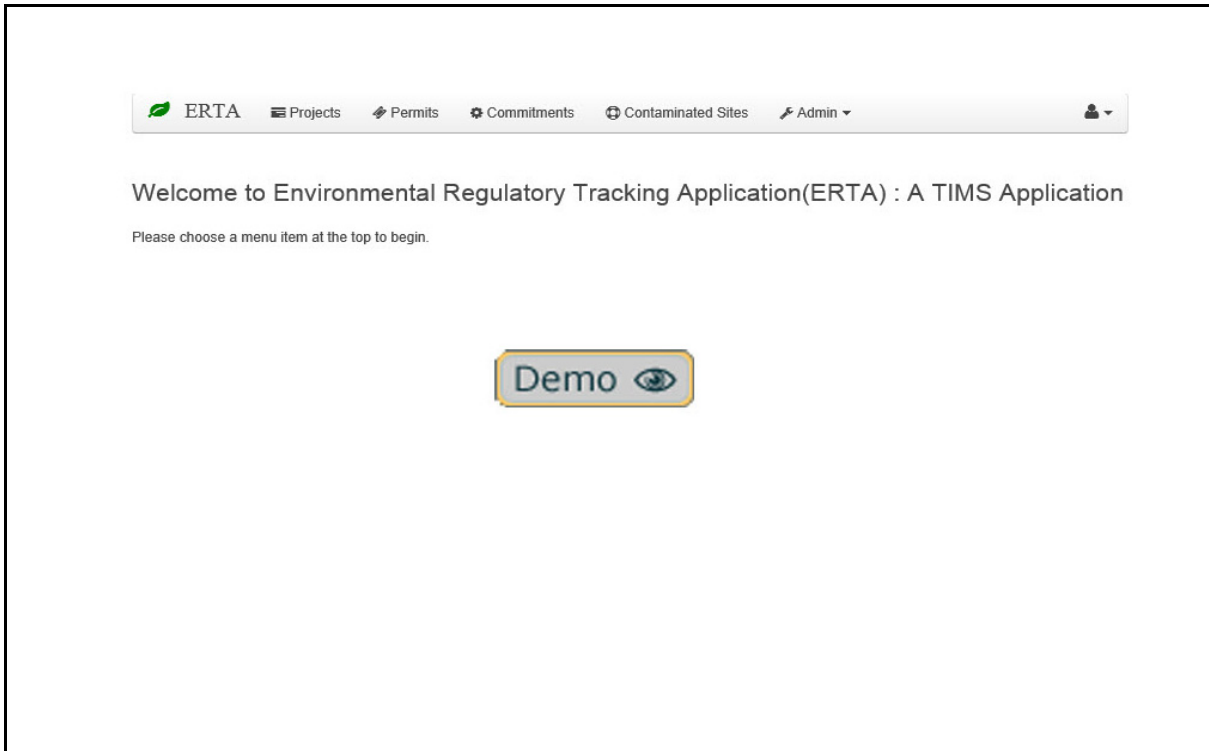 ERTA Projects Permits Commitments Contaminated Sites Admin
Welcome to Environmental Regulatory Tracking Application(ERTA) : A TIMS Application
Please choose a menu item at the top to begin.
Demo